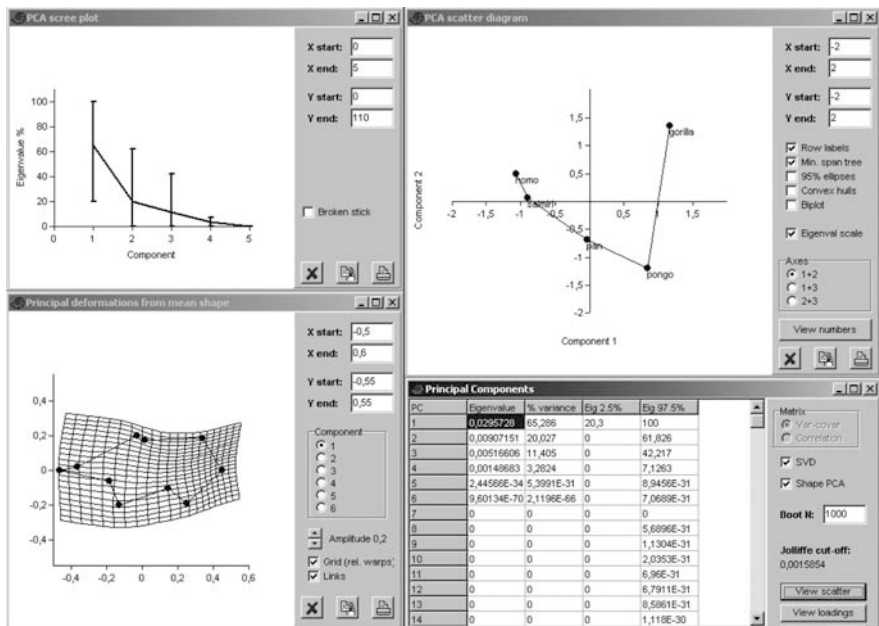 PCA scree plot
X start: 0
X end: 5
Y start: 0
Y end: 110
Broken stick
Eigenvalue %
100
80
60
40
20
0
0 1 2 3 4 5
Component
PCA scatter diagram
X start: -2
X end: 2
Y start: -2
Y end: 2
Row labels
Min. span tree
95% ellipses
Convex hulls
Biplot
Eigenval scale
Axes
1+2
1+3
2+3
View numbers
Component 2
1,5
1
0,5
-0,5
-1
-1,5
-2
-2 -1,5 -1 -0,5 0,5 1 1,5 2
gorilla
homo
pan
pongo
Component 1
Principal deformations from mean shape
X start: -0,5
X end: 0,6
Y start: -0,55
Y end: 0,55
Component
1
2
3
4
5
6
Amplitude 0,2
Grid (rel. warps)
Links
0,4
0,2
0
-0,2
-0,4
-0,4 -0,2 0 0,2 0,4 0,6
Principal Components
PC Eigenvalue % variance Eig 2.5% Eig 97.5%
1 0,0295728 65,286 20,3 100
2 0,00907151 20,027 0 61,826
3 0,00516606 11,405 0 42,217
4 0,00148683 3,2824 0 7,1263
5 2,44566E-34 5,3991E-31 0 8,9456E-31
6 9,60134E-70 2,1196E-66 0 7,0689E-31
7 0 0 0 0
8 0 0 0 5,6896E-31
9 0 0 0 1,1304E-31
10 0 0 0 2,0353E-31
11 0 0 0 6,96E-31
12 0 0 0 6,7911E-31
13 0 0 0 8,5861E-31
14 0 0 0 1,118E-30
Matrix
Var-covar
Correlation
SVD
Shape PCA
Boot N: 1000
Jolliffe cut-off:
0,0015854
View scatter
View loadings